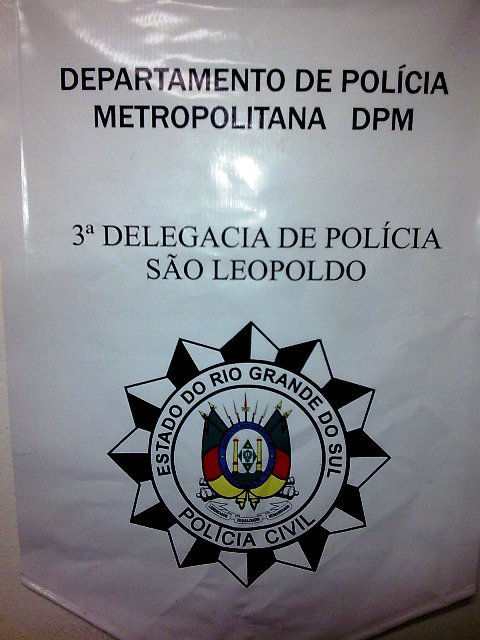 DEPARTAMENTO DE POLÍCIA
METROPOLITANA DPM
3ª DELEGACIA DE POLÍCIA
SÃO LEOPOLDO
ESTADO DO RIO GRANDE DO SUL
POLÍCIA CIVIL